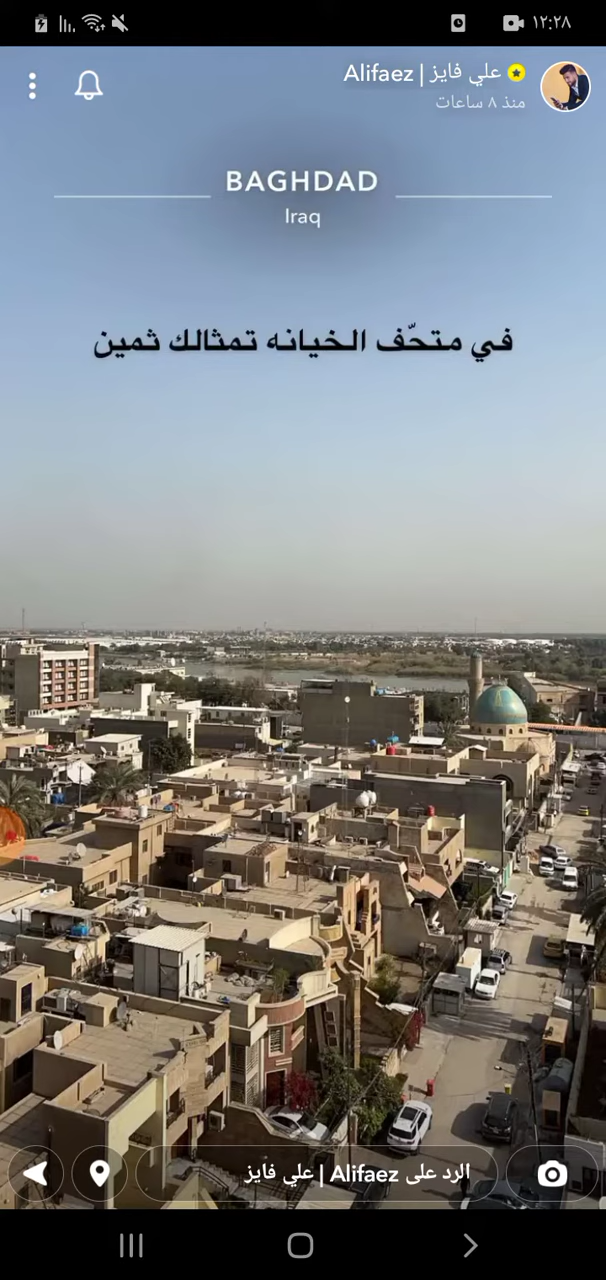 ١٢:٢٨
علي فايز | Alifaez
منذ ٨ ساعات
BAGHDAD
Iraq
في متحّف الخيانه تمثالك ثمين
الرد على Alifaez | علي فايز